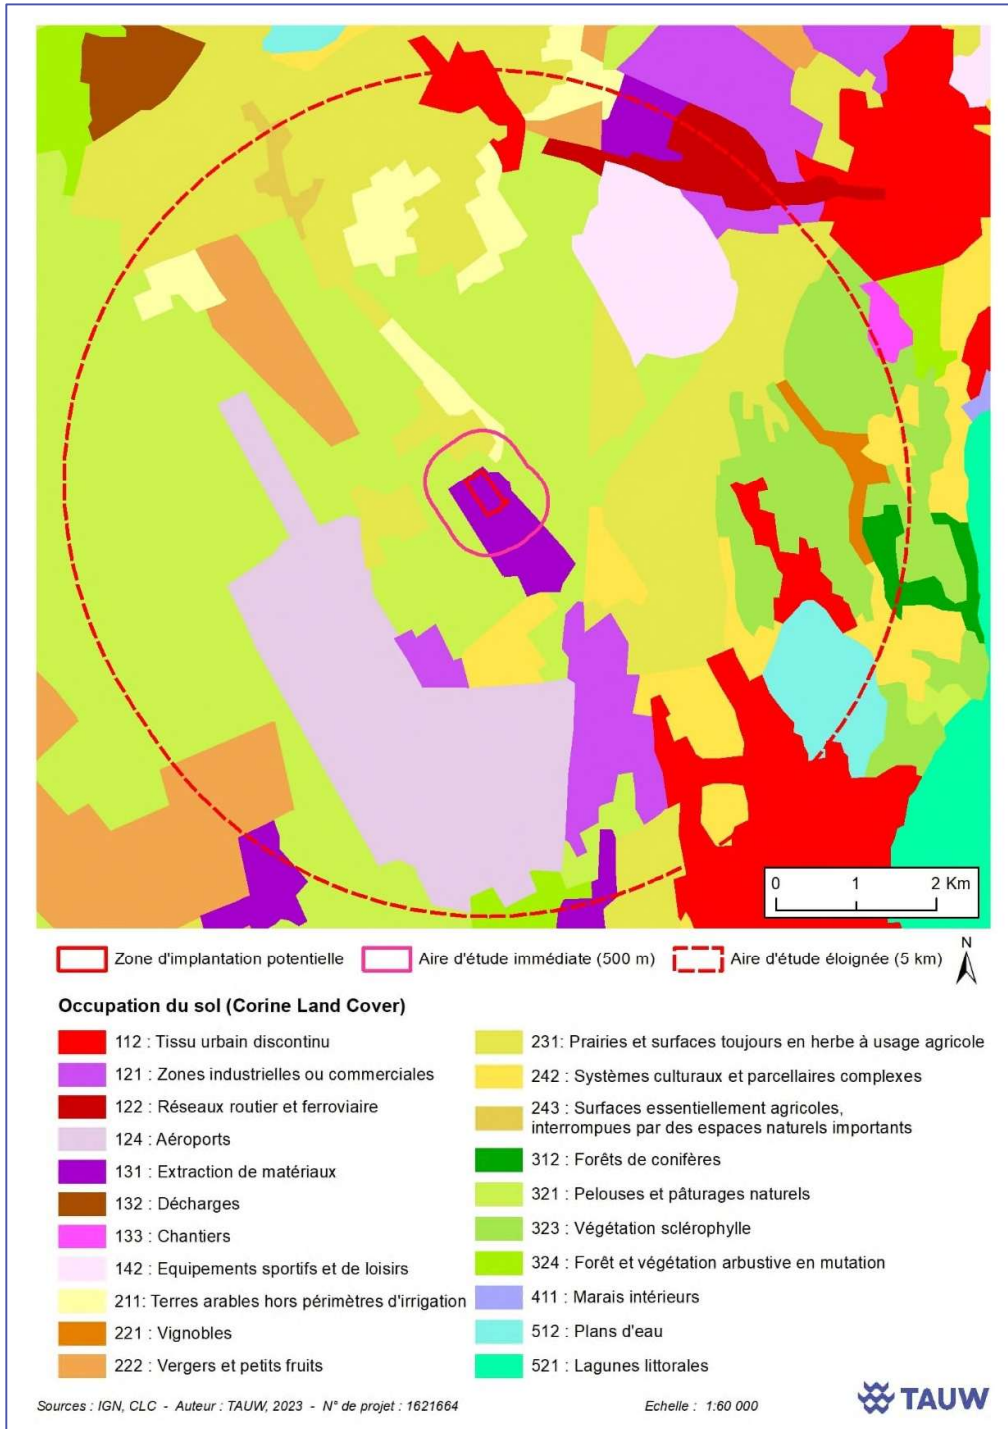 0 1 2 Km
N
Zone d'implantation potentielle Aire d'étude immédiate (500 m) Aire d'étude éloignée (5 km)
Occupation du sol (Corine Land Cover)
112 : Tissu urbain discontinu
121 : Zones industrielles ou commerciales
122 : Réseaux routier et ferroviaire
124 : Aéroports
131 : Extraction de matériaux
132 : Décharges
133 : Chantiers
142 : Equipements sportifs et de loisirs
211: Terres arables hors périmètres d'irrigation
221 : Vignobles
222 : Vergers et petits fruits
231: Prairies et surfaces toujours en herbe à usage agricole
242 : Systèmes culturaux et parcellaires complexes
243 : Surfaces essentiellement agricoles,
interrompues par des espaces naturels importants
312 : Forêts de conifères
321 : Pelouses et pâturages naturels
323 : Végétation sclérophylle
324 : Forêt et végétation arbustive en mutation
411 : Marais intérieurs
512 : Plans d'eau
521 : Lagunes littorales
Sources : IGN, CLC - Auteur : TAUW, 2023 - N° de projet : 1621664
Echelle : 1:60 000
TAUW